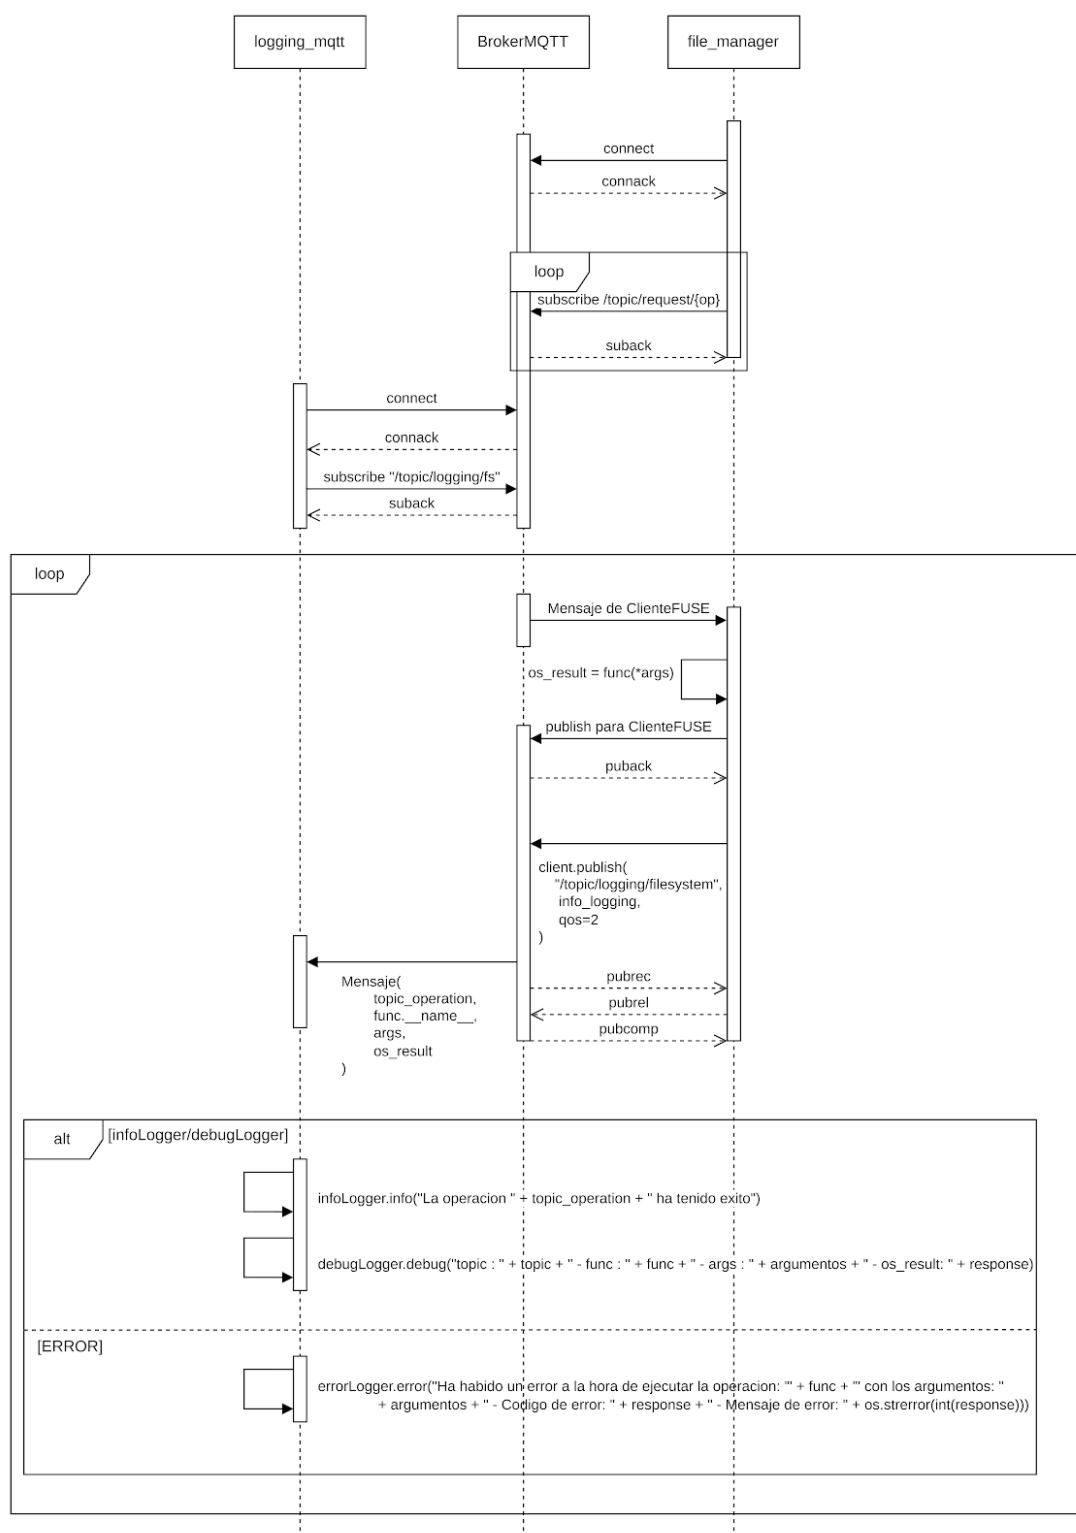 logging_mqtt
BrokerMQTT
file_manager
connect
connack
loop
subscribe /topic/request/{op}
suback
connect
connack
subscribe "/topic/logging/fs"
suback
loop
Mensaje de ClienteFUSE
os_result = func(*args)
publish para ClienteFUSE
puback
client.publish(
"/topic/logging/filesystem",
info_logging,
qos=2
)
Mensaje(
topic_operation,
func.__name__,
args,
os_result
)
pubrec
pubrel
pubcomp
alt
[infoLogger/debugLogger]
infoLogger.info("La operacion " + topic_operation + " ha tenido exito")
debugLogger.debug("topic : " + topic + " - func : " + func + " - args : " + argumentos + " - os_result: " + response)
[ERROR]
errorLogger.error("Ha habido un error a la hora de ejecutar la operacion: '" + func + "' con los argumentos: "
+ argumentos + " - Codigo de error: " + response + " - Mensaje de error: " + os.strerror(int(response)))